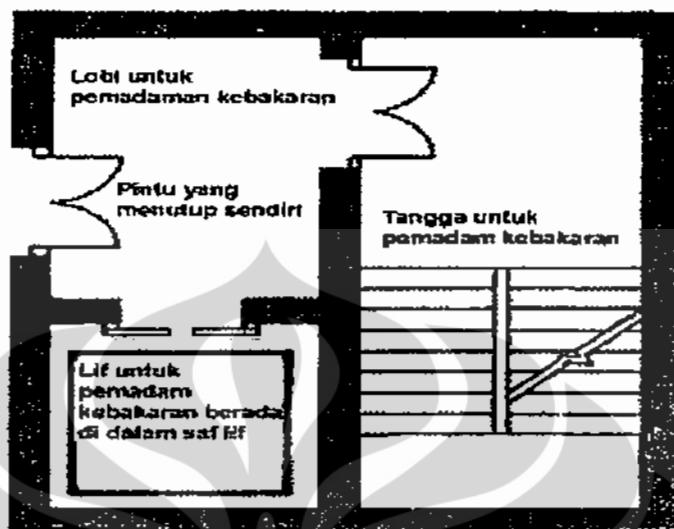 Lobi untuk
pemadaman kebakaran
Pintu yang
menutup sendiri
Tangga untuk
pemadam kebakaran
Lif untuk
pemadam
kebakaran berada
di dalam saf lif